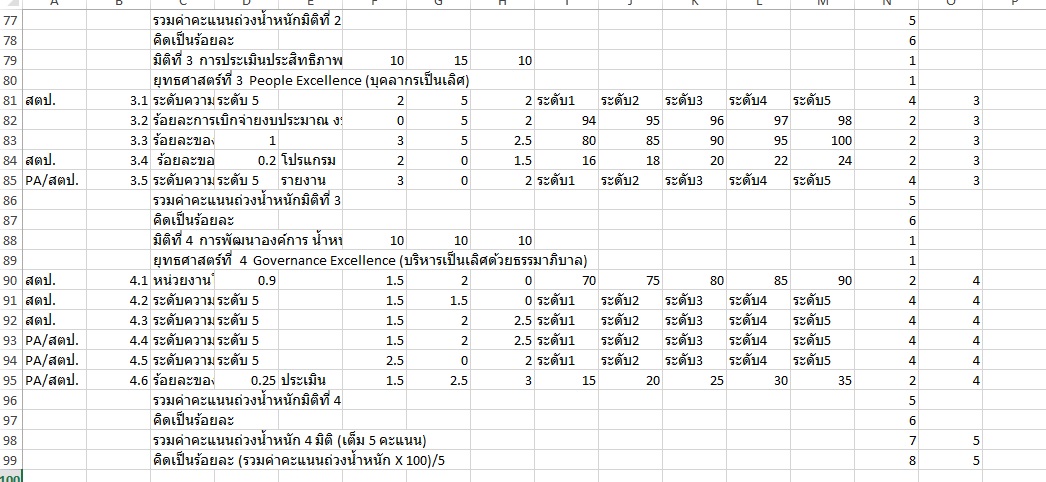 A B C D E F G H I J K L M N O P
77 รวมค่าคะแนนถ่วงน้ำหนักมิติที่ 2 5
78 คิดเป็นร้อยละ 6
79 มิติที่ 3 การประเมินประสิทธิภาพ 10 15 10 1
80 ยุทธศาสตร์ที่ 3 People Excellence (บุคลากรเป็นเลิศ) 1
81 สตป. 3.1 ระดับความ ระดับ 5 2 5 2 ระดับ1 ระดับ2 ระดับ3 ระดับ4 ระดับ5 4 3
82 3.2 ร้อยละการเบิกจ่ายงบประมาณ 0 5 2 94 95 96 97 98 2 3
83 3.3 ร้อยละของ 1 3 5 2.5 80 85 90 95 100 2 3
84 สตป. 3.4 ร้อยละขอ 0.2 โปรแกรม 2 0 1.5 16 18 20 22 24 2 3
85 PA/สตป. 3.5 ระดับความ ระดับ 5 รายงาน 3 0 2 ระดับ1 ระดับ2 ระดับ3 ระดับ4 ระดับ5 4 3
86 รวมค่าคะแนนถ่วงน้ำหนักมิติที่ 3 5
87 คิดเป็นร้อยละ 6
88 มิติที่ 4 การพัฒนาองค์การ น้ำห 10 10 10 1
89 ยุทธศาสตร์ที่ 4 Governance Excellence (บริหารเป็นเลิศด้วยธรรมาภิบาล) 1
90 สตป. 4.1 หน่วยงาน 0.9 1.5 2 0 70 75 80 85 90 2 4
91 สตป. 4.2 ระดับความ ระดับ 5 1.5 1.5 0 ระดับ1 ระดับ2 ระดับ3 ระดับ4 ระดับ5 4 4
92 สตป. 4.3 ระดับความ ระดับ 5 1.5 2 2.5 ระดับ1 ระดับ2 ระดับ3 ระดับ4 ระดับ5 4 4
93 PA/สตป. 4.4 ระดับความ ระดับ 5 1.5 2 2.5 ระดับ1 ระดับ2 ระดับ3 ระดับ4 ระดับ5 4 4
94 PA/สตป. 4.5 ระดับความ ระดับ 5 2.5 0 2 ระดับ1 ระดับ2 ระดับ3 ระดับ4 ระดับ5 4 4
95 PA/สตป. 4.6 ร้อยละของ 0.25 ประเมิน 1.5 2.5 3 15 20 25 30 35 2 4
96 รวมค่าคะแนนถ่วงน้ำหนักมิติที่ 4 5
97 คิดเป็นร้อยละ 6
98 รวมค่าคะแนนถ่วงน้ำหนัก 4 มิติ (เต็ม 5 คะแนน) 7 5
99 คิดเป็นร้อยละ (รวมค่าคะแนนถ่วงน้ำหนัก X 100)/5 8 5
100